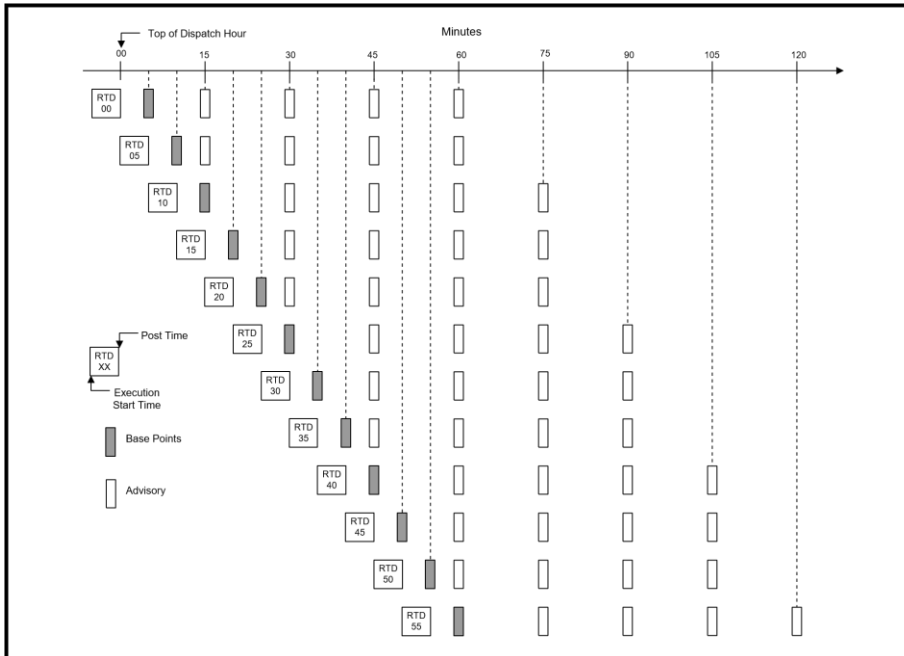 Top of Dispatch Hour
Minutes
00 15 30 45 60 75 90 105 120
RTD
00
RTD
05
RTD
10
RTD
15
RTD
20
RTD
25
Post Time
RTD
XX
Execution
Start Time
RTD
30
RTD
35
Base Points
RTD
40
Advisory
RTD
45
RTD
50
RTD
55